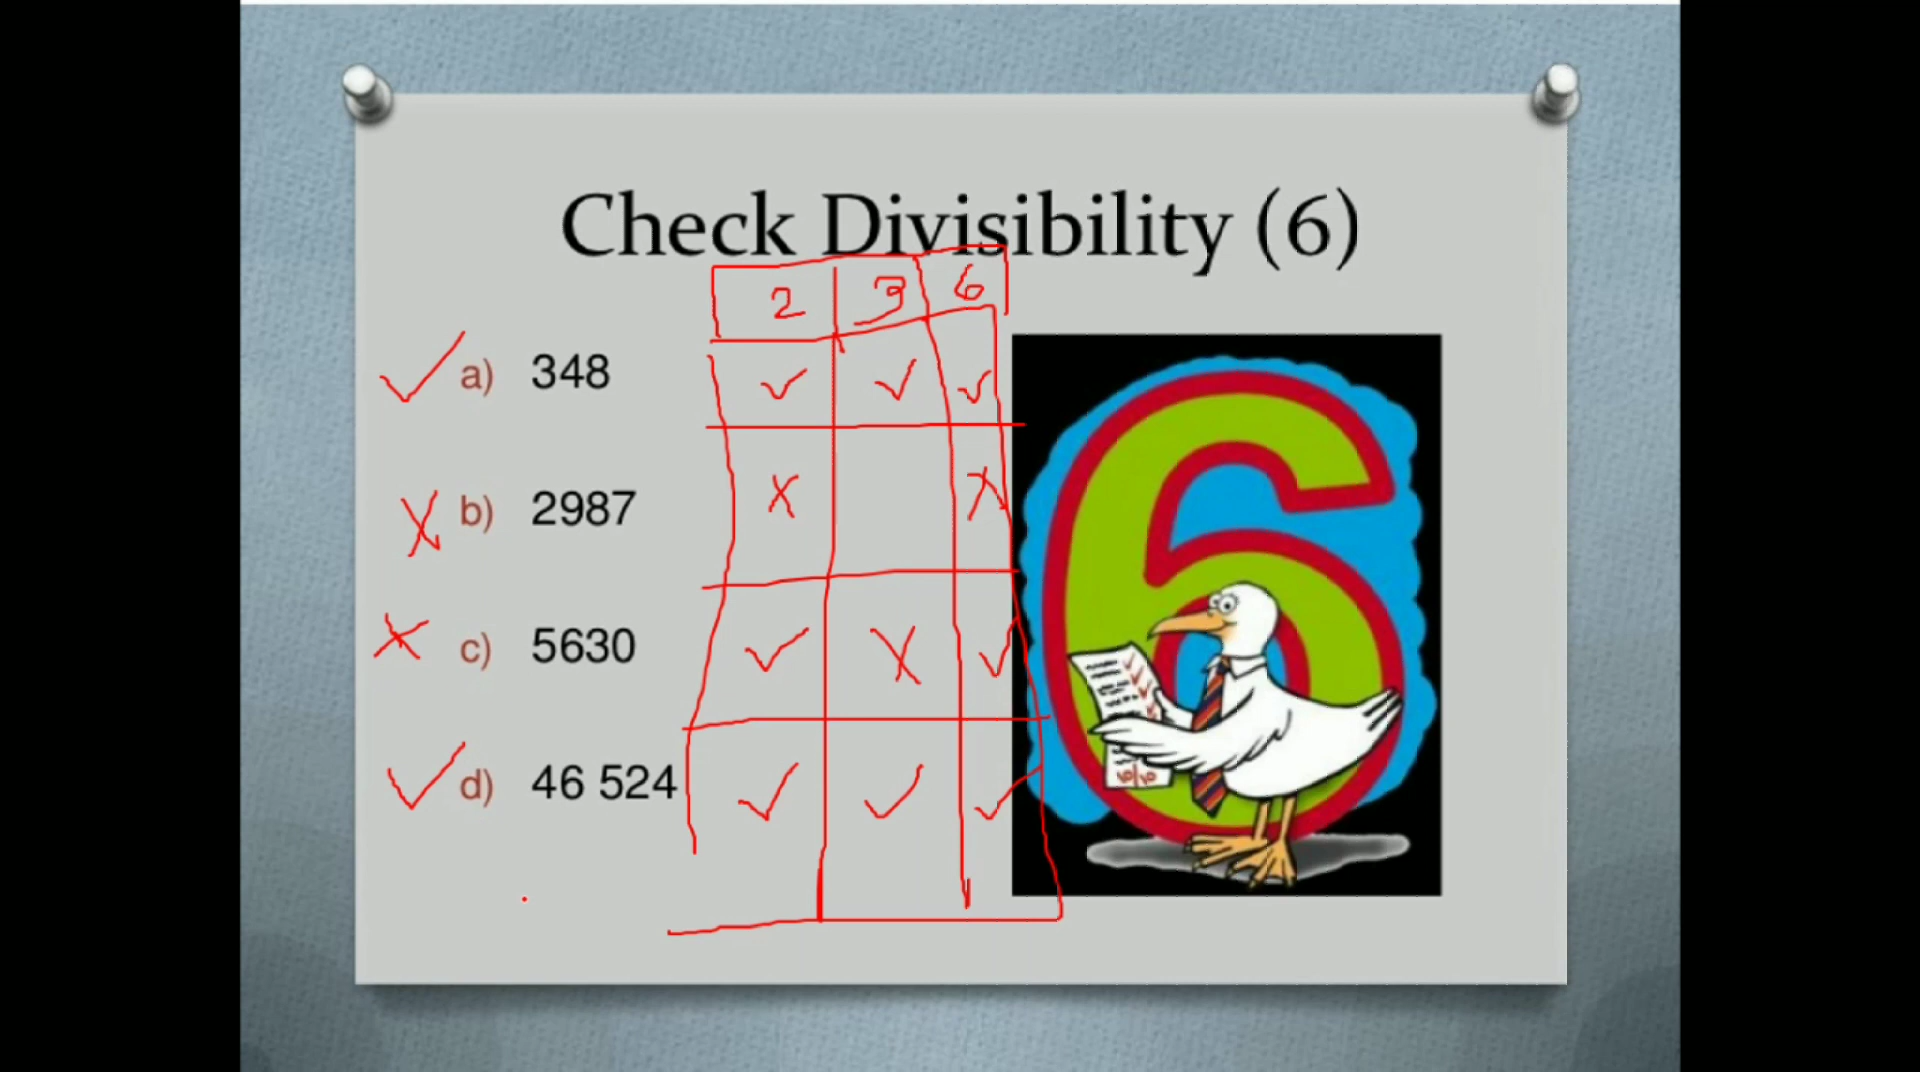 Check Divisibility (6)
2 3 6
✓ a) 348 ✓ ✓ ✓
X b) 2987 X X
X c) 5630 ✓ X ✓
✓ d) 46 524 ✓ ✓ ✓